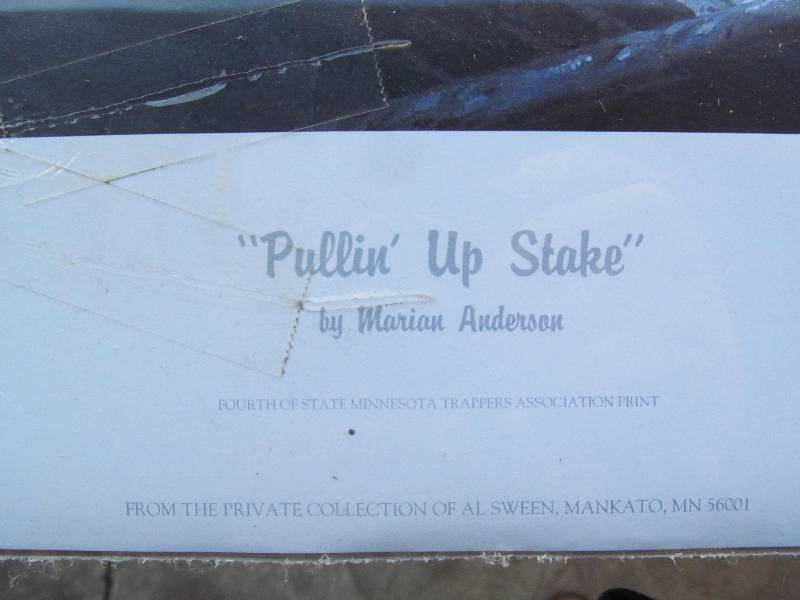 "Pullin' Up Stake"
by Marian Anderson
FOURTH OF STATE MINNESOTA TRAPPERS ASSOCIATION PRINT
FROM THE PRIVATE COLLECTION OF AL SWEEN, MANKATO, MN 56001